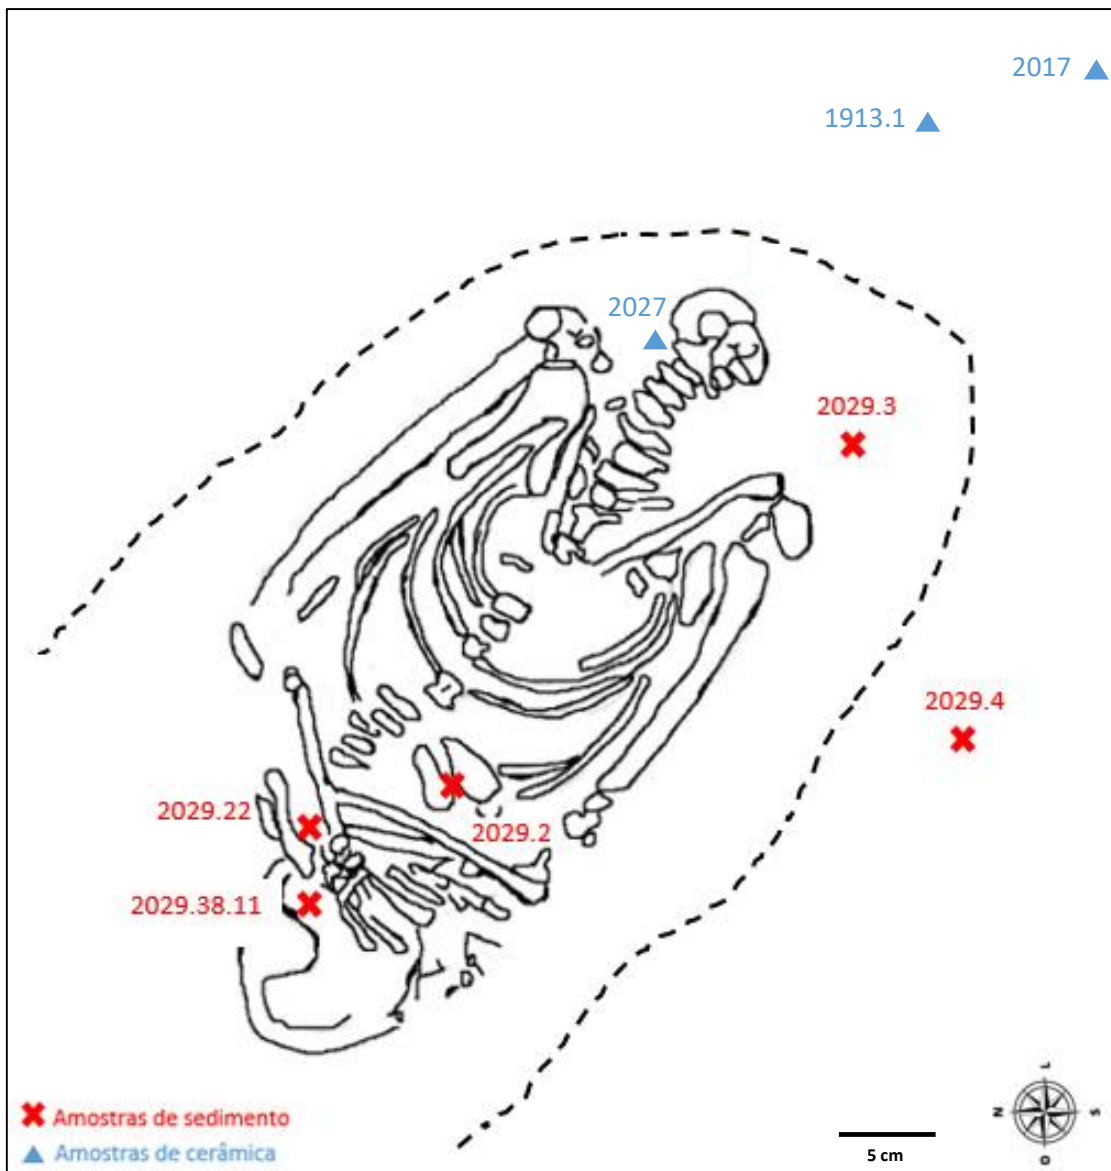 2017
1913.1
2027
2029.3
2029.4
2029.22
2029.2
2029.38.11
L
N S
O
Amostras de sedimento
Amostras de cerâmica
5 cm